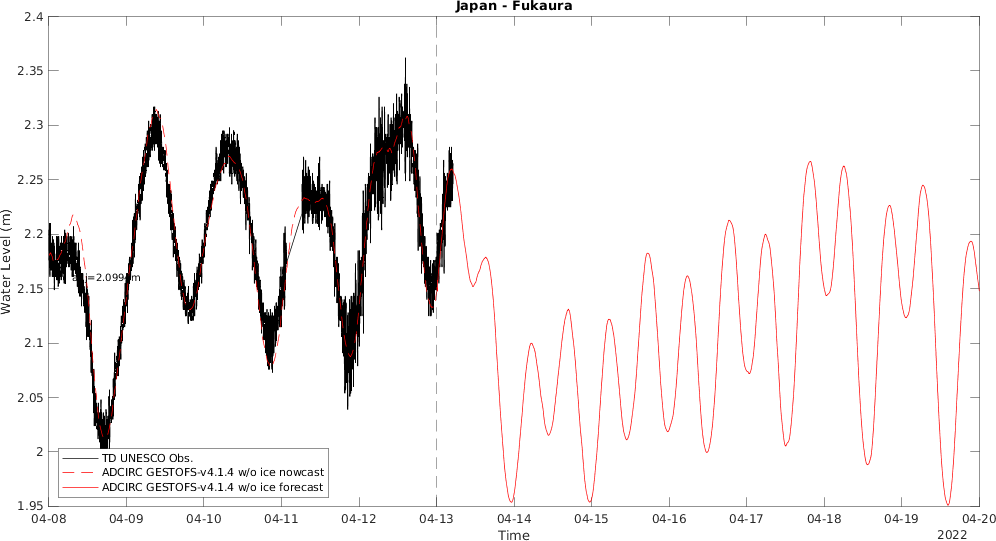 Japan - Fukaura
2.4
2.35
2.3
2.25
2.2
2.15
2.1
2.05
2
1.95
Water Level (m)
=2.099 m
TD UNESCO Obs.
ADCIRC GESTOFS-v4.1.4 w/o ice nowcast
ADCIRC GESTOFS-v4.1.4 w/o ice forecast
04-08 04-09 04-10 04-11 04-12 04-13 04-14 04-15 04-16 04-17 04-18 04-19 04-20
Time
2022